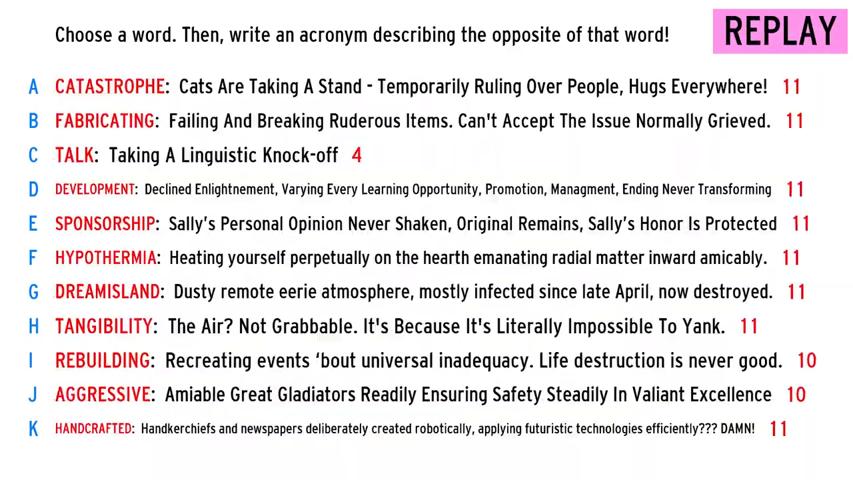 Choose a word. Then, write an acronym describing the opposite of that word!
REPLAY
A CATASTROPHE: Cats Are Taking A Stand - Temporarily Ruling Over People, Hugs Everywhere! 11
B FABRICATING: Failing And Breaking Ruderous Items. Can't Accept The Issue Normally Grieved. 11
C TALK: Taking A Linguistic Knock-off 4
D DEVELOPMENT: Declined Enlightnement, Varying Every Learning Opportunity, Promotion, Managment, Ending Never Transforming 11
E SPONSORSHIP: Sally's Personal Opinion Never Shaken, Original Remains, Sally's Honor Is Protected 11
F HYPOTHERMIA: Heating yourself perpetually on the hearth emanating radial matter inward amicably. 11
G DREAMISLAND: Dusty remote eerie atmosphere, mostly infected since late April, now destroyed. 11
H TANGIBILITY: The Air? Not Grabbable. It's Because It's Literally Impossible To Yank. 11
I REBUILDING: Recreating events ‘bout universal inadequacy. Life destruction is never good. 10
J AGGRESSIVE: Amiable Great Gladiators Readily Ensuring Safety Steadily In Valiant Excellence 10
K HANDCRAFTED: Handkerchiefs and newspapers deliberately created robotically, applying futuristic technologies efficiently??? DAMN! 11